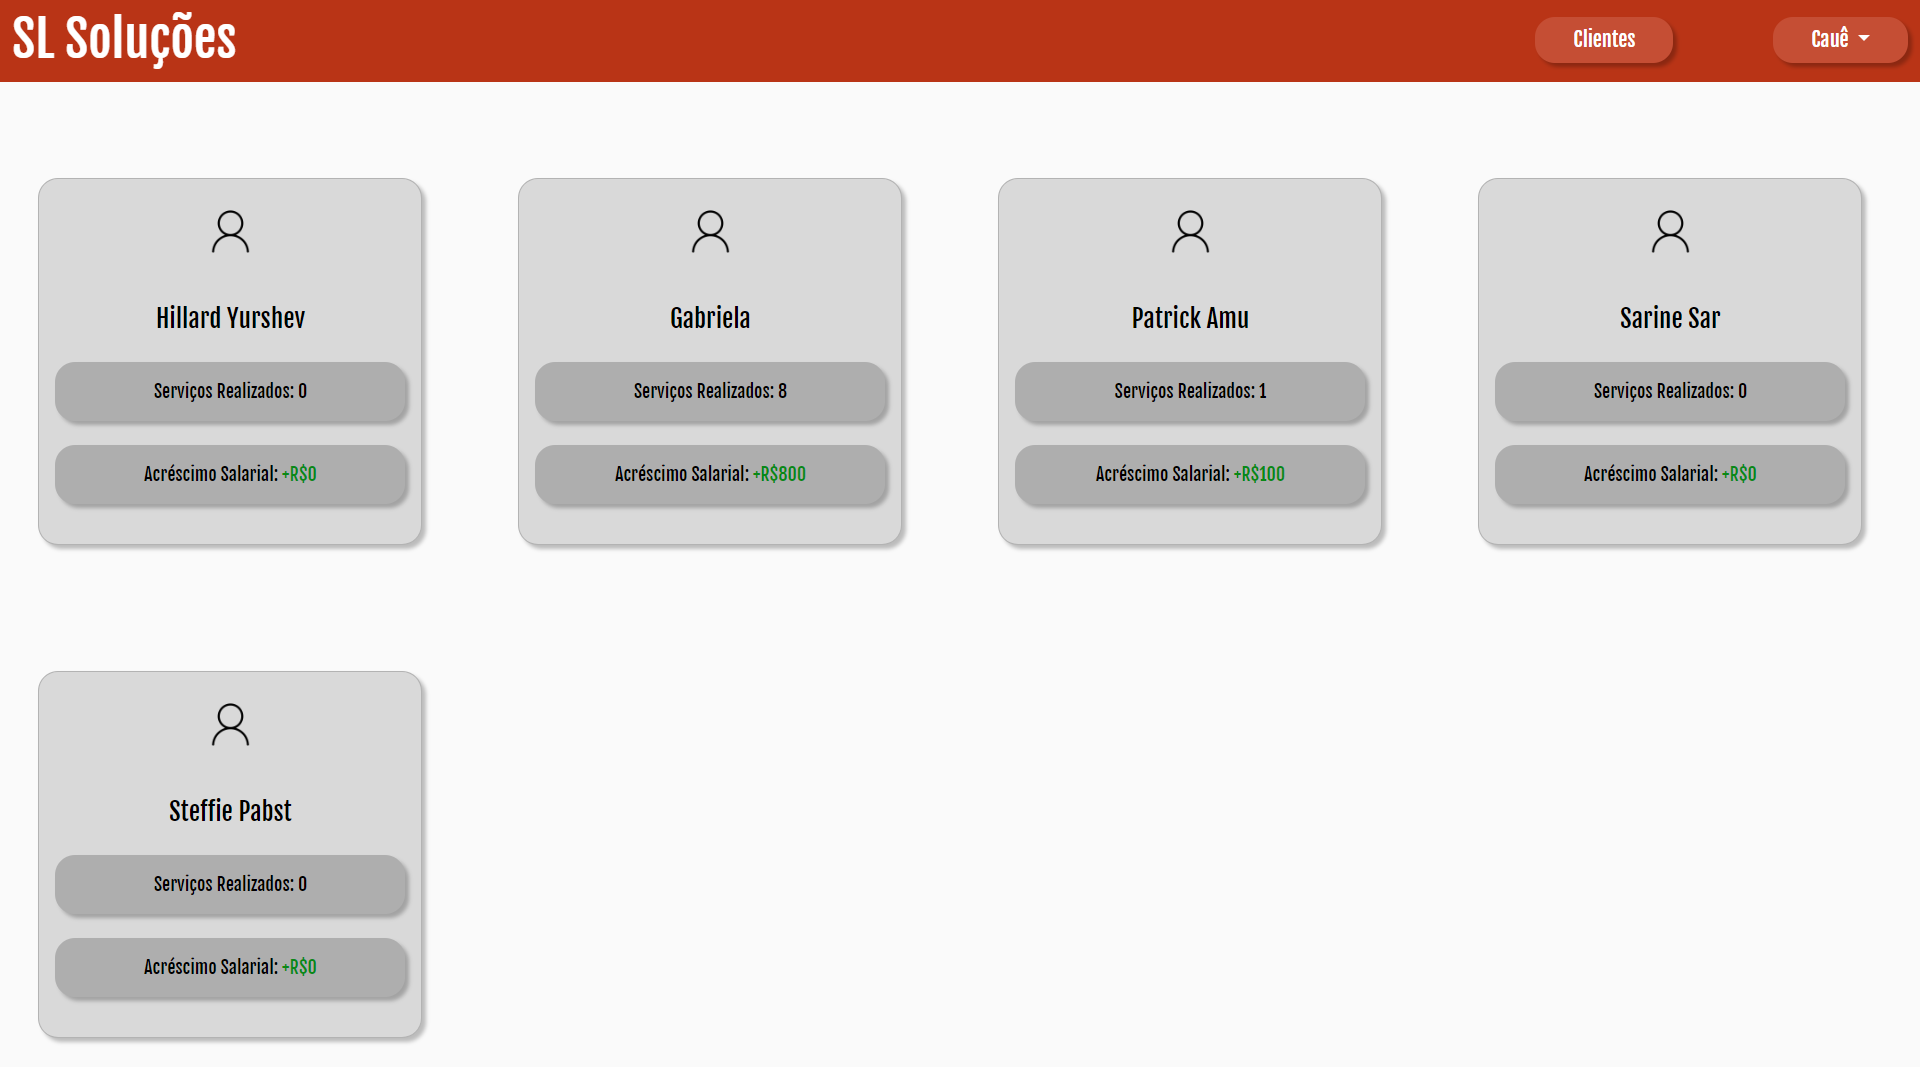 SL Soluções
Clientes
Cauê
Hillard Yurshev
Serviços Realizados: 0
Acréscimo Salarial: +R$0
Gabriela
Serviços Realizados: 8
Acréscimo Salarial: +R$800
Patrick Amu
Serviços Realizados: 1
Acréscimo Salarial: +R$100
Sarine Sar
Serviços Realizados: 0
Acréscimo Salarial: +R$0
Steffie Pabst
Serviços Realizados: 0
Acréscimo Salarial: +R$0